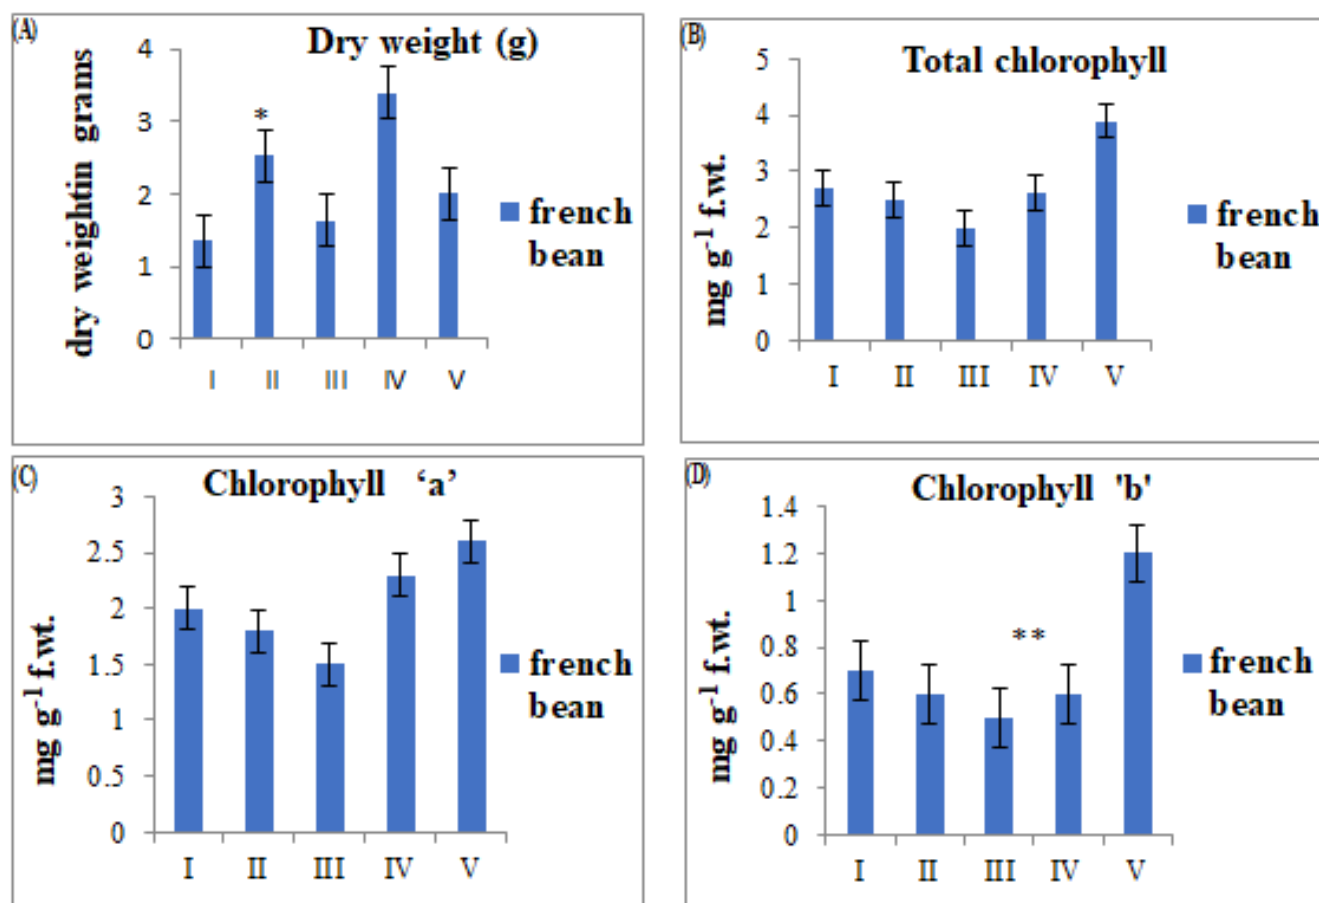 (A)
Dry weight (g)
dry weightin grams
4
3
2
1
0
*
I II III IV V
french
bean
(B)
Total chlorophyll
mg g-1 f.wt.
5
4
3
2
1
0
I II III IV V
french
bean
(C)
Chlorophyll ‘a’
mg g-1 f.wt.
3
2.5
2
1.5
1
0.5
0
I II III IV V
french
bean
(D)
Chlorophyll 'b'
mg g-1 f.wt.
1.4
1.2
1
0.8
0.6
0.4
0.2
0
**
I II III IV V
french
bean